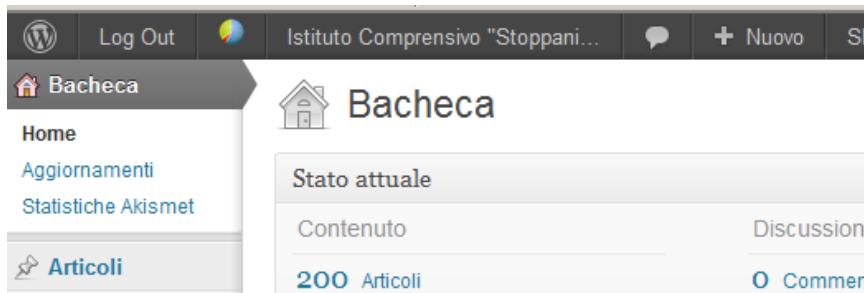 Log Out Istituto Comprensivo "Stoppani... Nuovo
Bacheca
Home
Aggiornamenti
Statistiche Akismet
Articoli
Bacheca
Stato attuale
Contenuto Discussion
200 Articoli 0 Commen